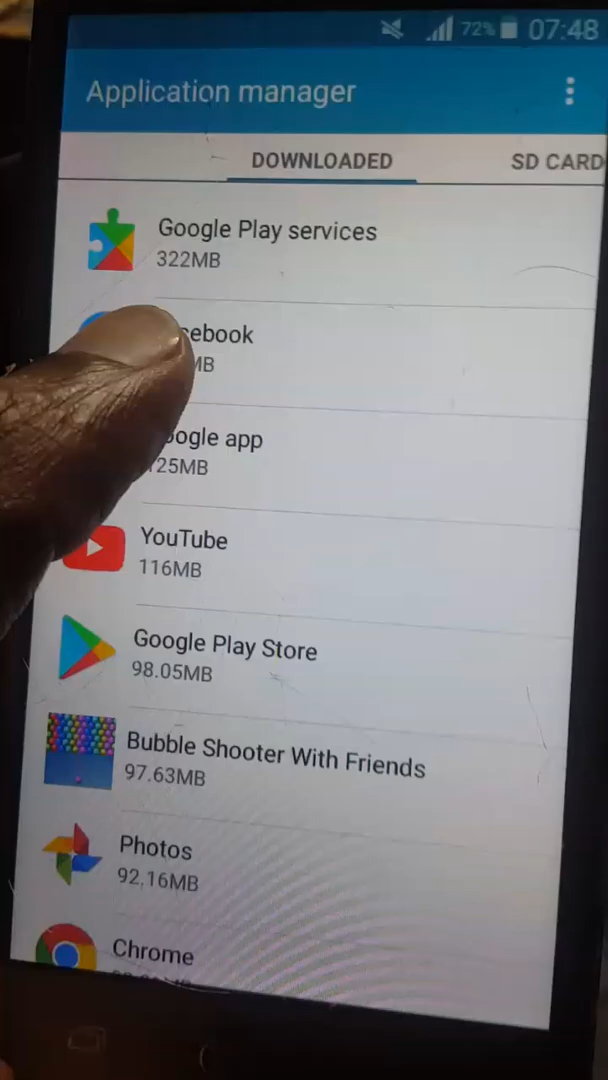 72% 07:48
Application manager
DOWNLOADED SD CARD
Google Play services
322MB
YouTube
116MB
Google Play Store
98.05MB
Bubble Shooter With Friends
97.63MB
Photos
92.16MB
Chrome